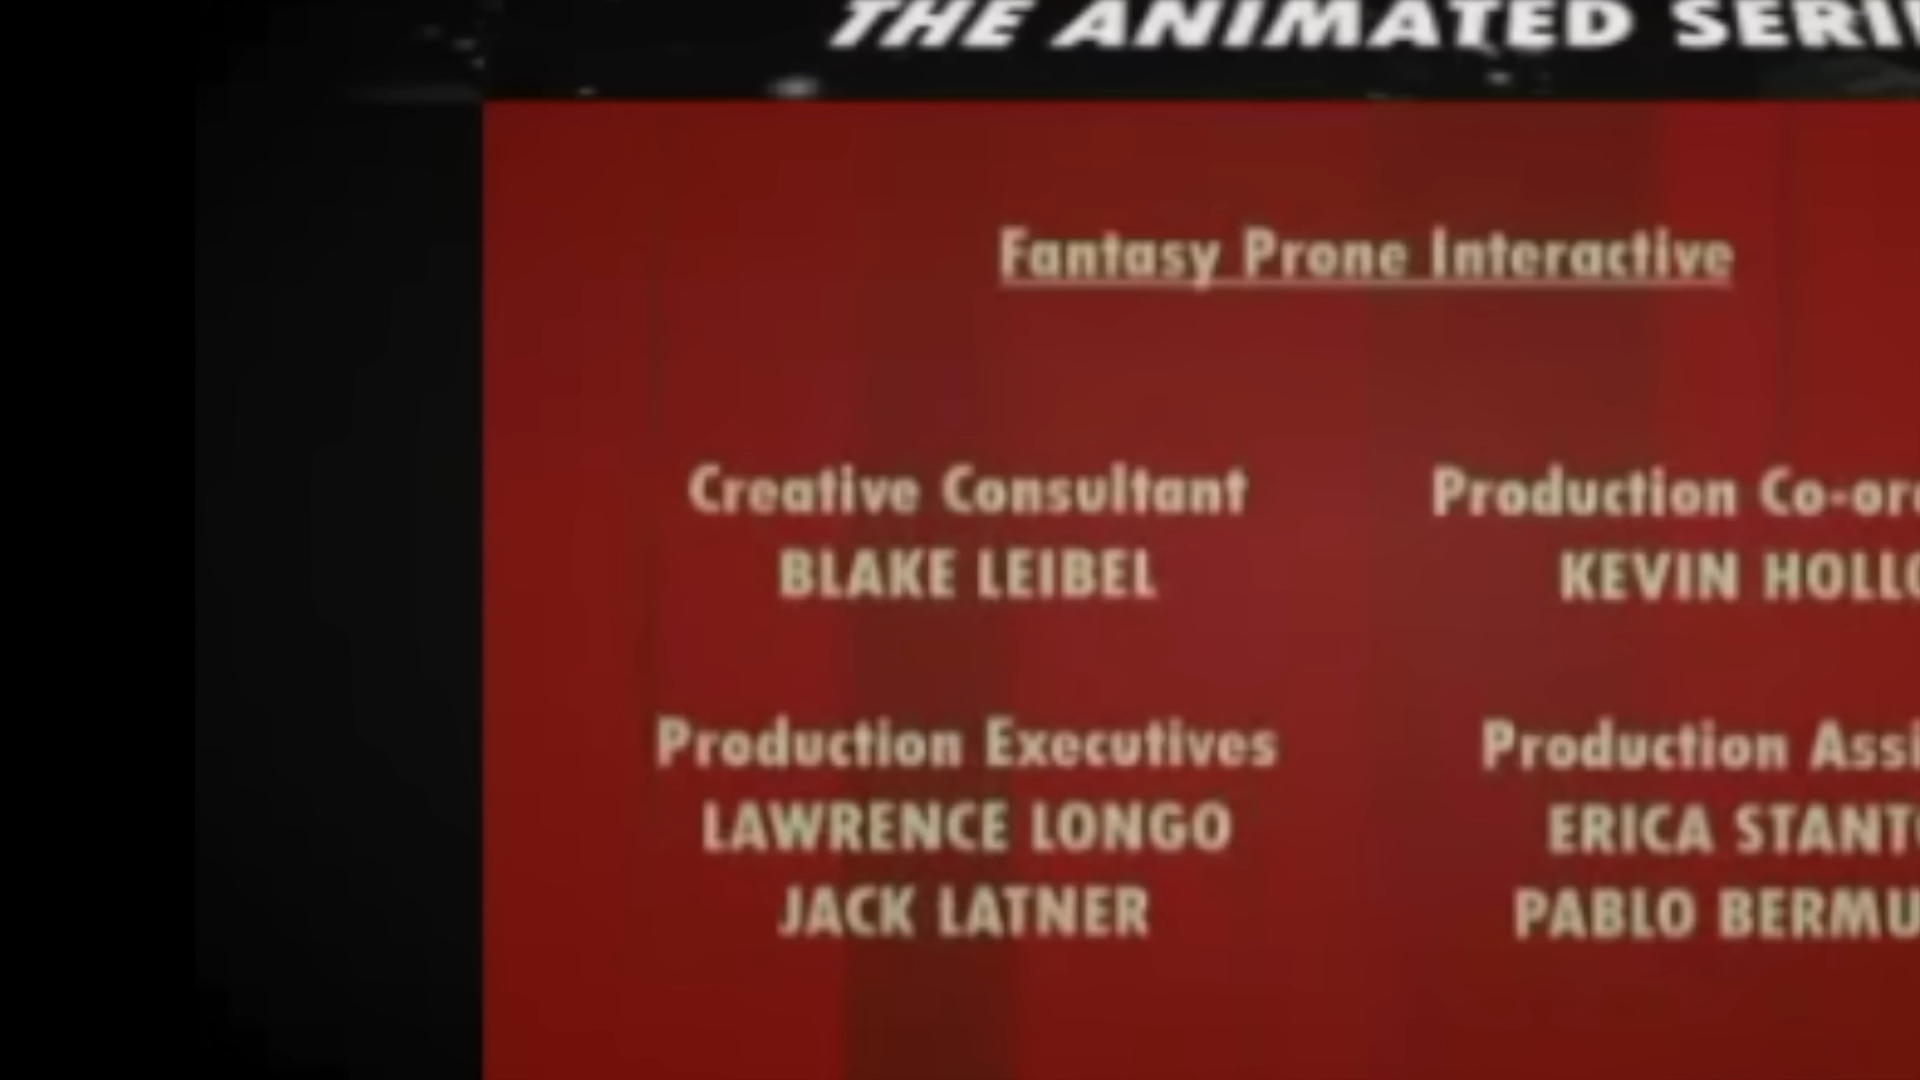 THE ANIMATED SERI
Fantasy Prone Interactive
Creative Consultant
BLAKE LEIBEL
Production Executives
LAWRENCE LONGO
JACK LATNER
Production Co-or
KEVIN HOLL
Production Assi
ERICA STANT
PABLO BERMU